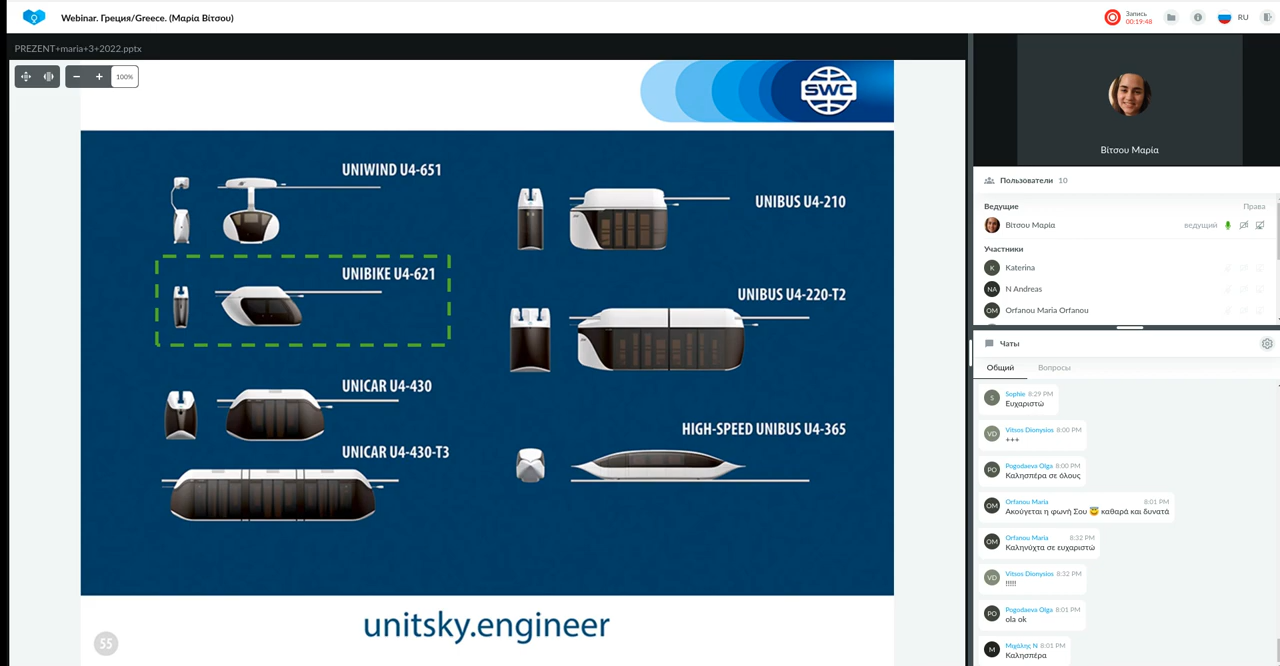 Webinar. Греция/Greece. (Марія Вітсоу)
Запись
00:19:48
RU
PREZENT+maria+3+2022.pptx
100%
SWC
UNIWIND U4-651
UNIBIKE U4-621
UNICAR U4-430
UNICAR U4-430-T3
UNIBUS U4-210
UNIBUS U4-220-T2
HIGH-SPEED UNIBUS U4-365
unitsky.engineer
55
Вітсоу Марія
Пользователи 10
Ведущие Права
Вітсоу Марія ведущий
Участники
K Katerina
NA N Andreas
OM Orfanou Maria Orfanou
Чаты
Общий Вопросы
S Sophie 8:29 PM
Ευχαριστώ
VD Vitsos Dionysios 8:00 PM
+++
PO Pogodaeva Olga 8:00 PM
Καλησπέρα σε όλους
OM Orfanou Maria 8:01 PM
Ακούγεται η φωνή Σου 😇 καθαρά και δυνατά
OM Orfanou Maria 8:32 PM
Καληνύχτα σε ευχαριστώ
VD Vitsos Dionysios 8:32 PM
!!!!!
PO Pogodaeva Olga 8:01 PM
ola ok
M Μιχάλης Ν 8:01 PM
Καλησπέρα